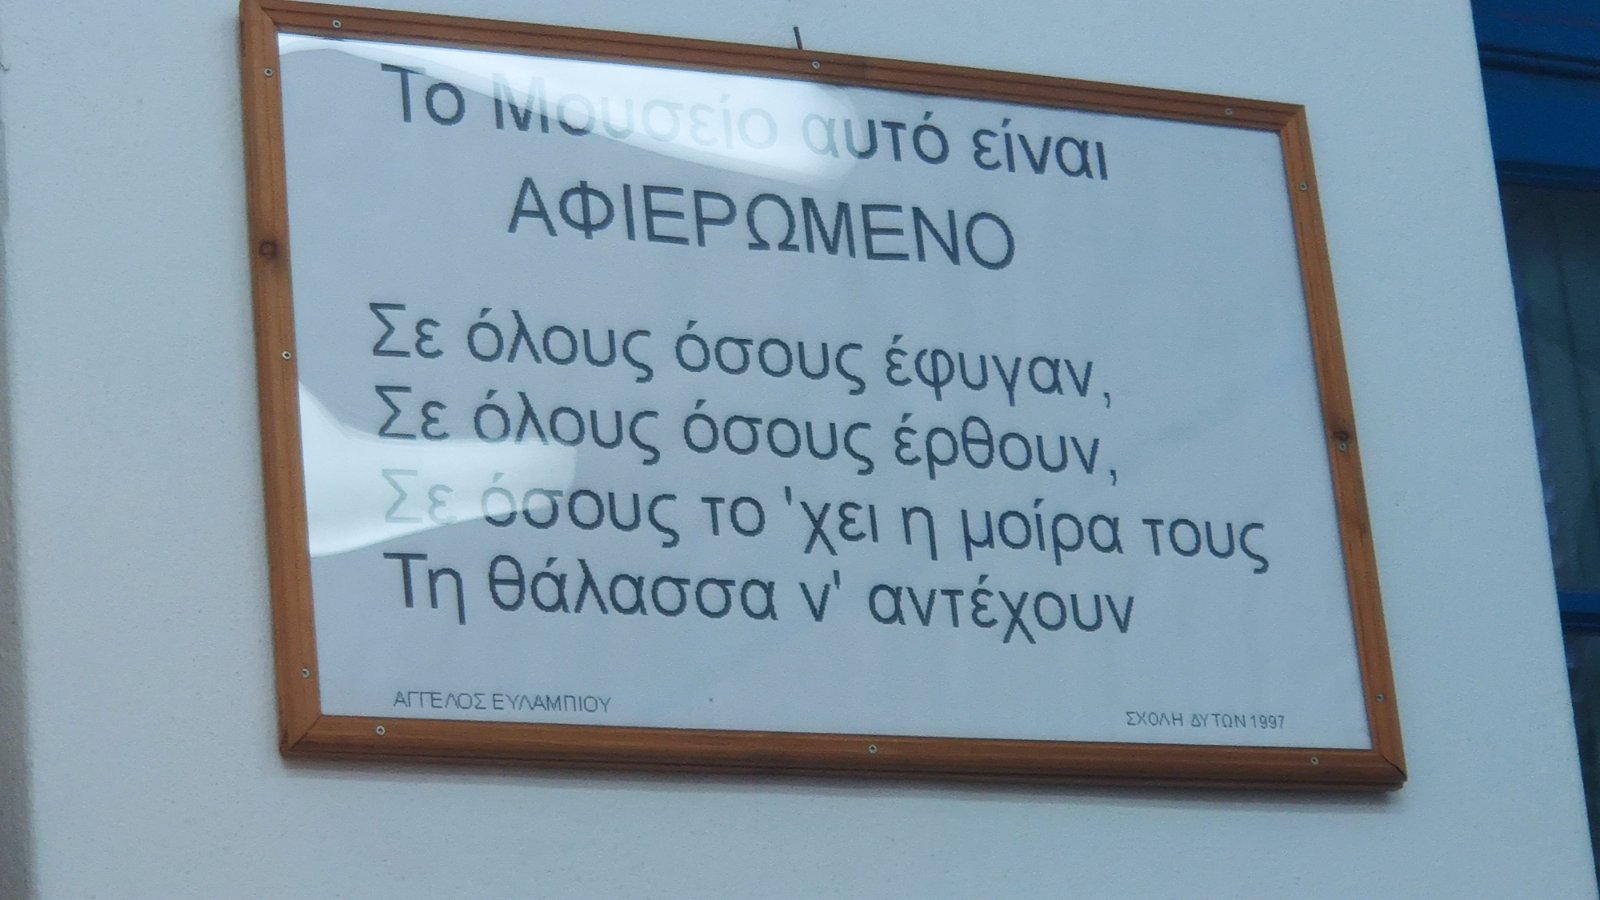 Το Μουσείο αυτό είναι
ΑΦΙΕΡΩΜΕΝΟ
Σε όλους όσους έφυγαν,
Σε όλους όσους έρθουν,
Σε όσους το 'χει η μοίρα τους
Τη θάλασσα ν' αντέχουν
ΑΓΓΕΛΟΣ ΕΥΛΑΜΠΙΟΥ
ΣΧΟΛΗ ΔΥΤΩΝ 1997